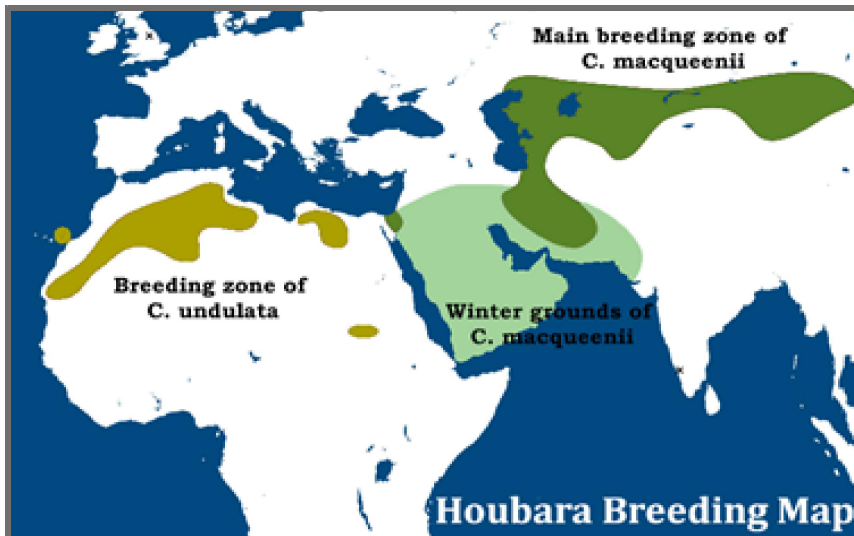 Main breeding zone of
C. macqueenii
Breeding zone of
C. undulata
Winter grounds of
C. macqueenii
Houbara Breeding Map